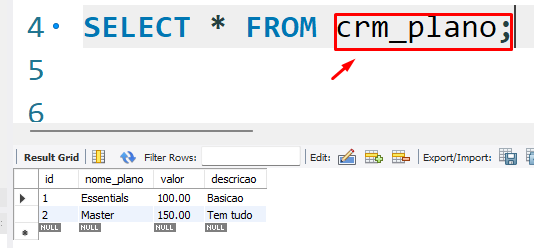 4 SELECT * FROM crm_plano;
5
6
Result Grid Filter Rows: Edit: Export/Import:
id nome_plano valor descricao
1 Essentials 100.00 Basicao
2 Master 150.00 Tem tudo
NULL NULL NULL NULL